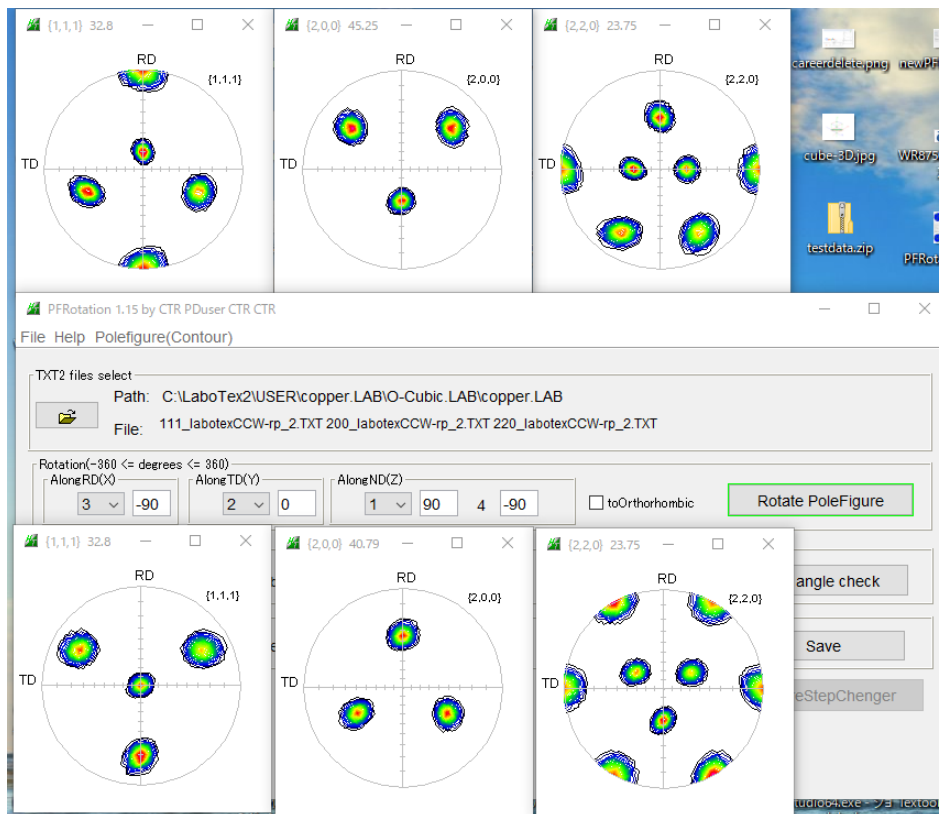 {1,1,1} 32.8
{2,0,0} 45.25
{2,2,0} 23.75
RD
{1,1,1}
TD
RD
{2,0,0}
TD
RD
{2,2,0}
TD
careerdelete.png
cube-3D.jpg
testdata.zip
PFRotation 1.15 by CTR PDuser CTR CTR
File Help Polefigure(Contour)
TXT2 files select
Path: C:\LaboTex2\USER\copper.LAB\O-Cubic.LAB\copper.LAB
File: 111_labotexCCW-rp_2.TXT 200_labotexCCW-rp_2.TXT 220_labotexCCW-rp_2.TXT
Rotation(-360 <= degrees <= 360)
AlongRD(X) AlongTD(Y) AlongND(Z)
3 -90 2 0 1 90 4 -90 toOrthorhombic Rotate PoleFigure
{1,1,1} 32.8
{2,0,0} 40.79
{2,2,0} 23.75
RD
{1,1,1}
TD
RD
{2,0,0}
TD
RD
{2,2,0}
TD
angle check
Save